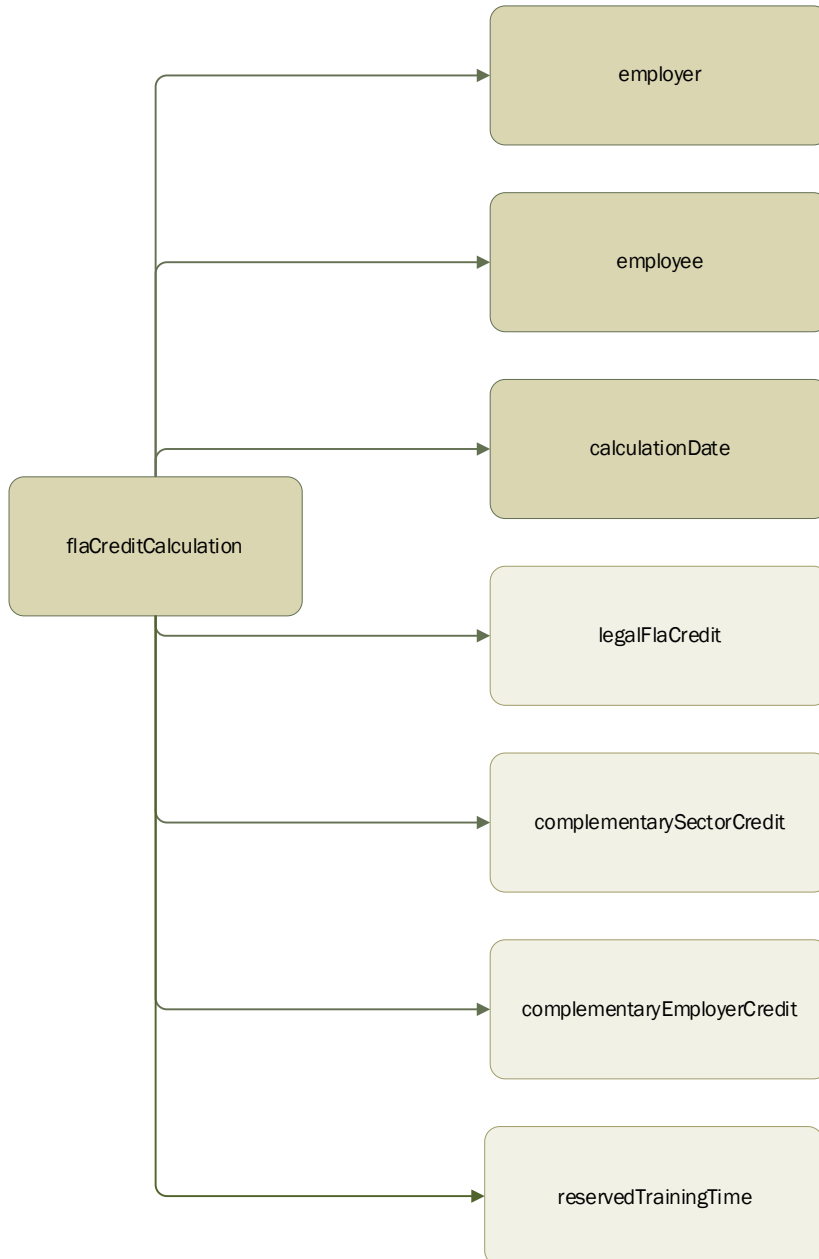 employer
employee
calculationDate
flaCreditCalculation
legalFlaCredit
complementarySectorCredit
complementaryEmployerCredit
reservedTrainingTime